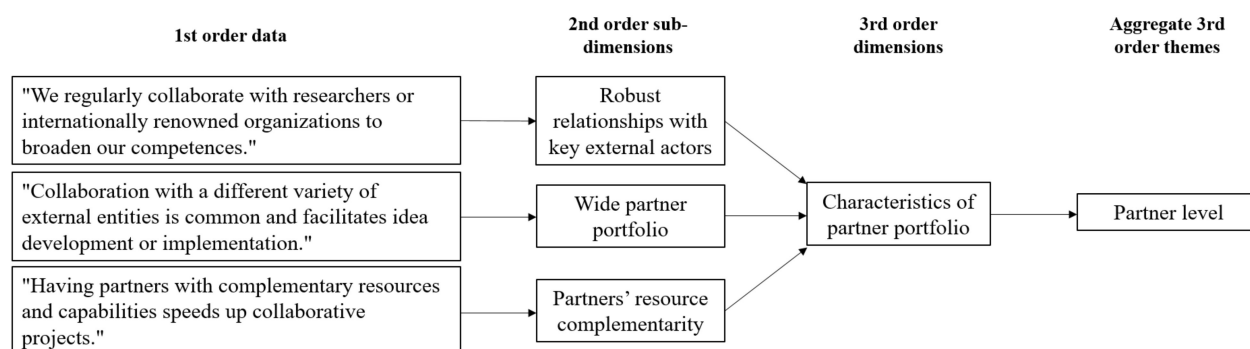 1st order data
2nd order sub-
dimensions
3rd order
dimensions
Aggregate 3rd
order themes
"We regularly collaborate with researchers or
internationally renowned organizations to
broaden our competences."
Robust
relationships with
key external actors
"Collaboration with a different variety of
external entities is common and facilitates idea
development or implementation."
Wide partner
portfolio
Characteristics of
partner portfolio
Partner level
"Having partners with complementary resources
and capabilities speeds up collaborative
projects."
Partners’ resource
complementarity